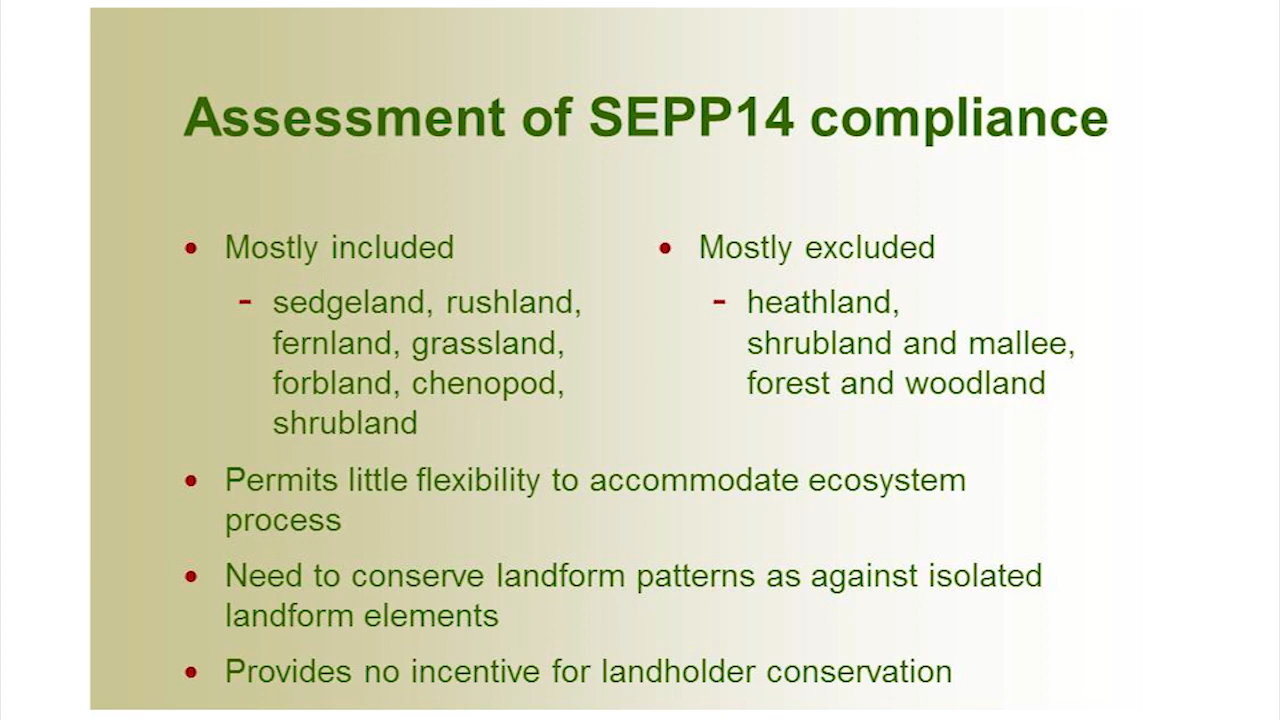 Assessment of SEPP14 compliance
• Mostly included
- sedgeland, rushland,
fernland, grassland,
forbland, chenopod,
shrubland
• Mostly excluded
- heathland,
shrubland and mallee,
forest and woodland
• Permits little flexibility to accommodate ecosystem
process
• Need to conserve landform patterns as against isolated
landform elements
• Provides no incentive for landholder conservation